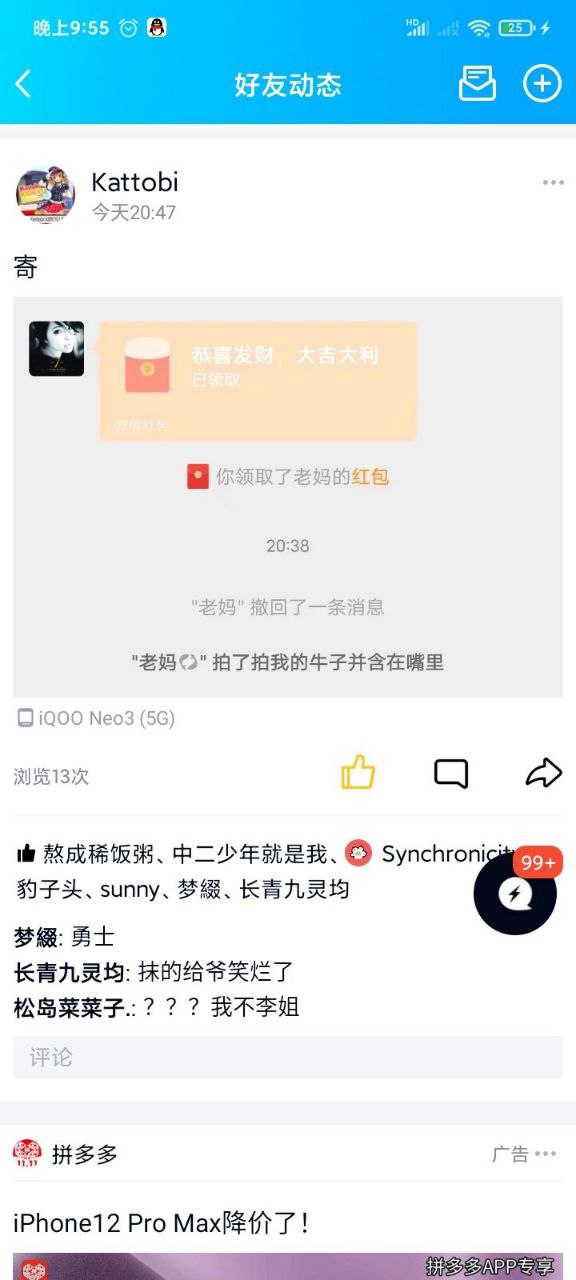 晚上9:55
HD
25
好友动态
Kattobi
今天20:47
寄
恭喜发财，大吉大利
已领取
微信红包
你领取了老妈的红包
20:38
"老妈" 撤回了一条消息
"老妈" 拍了拍我的牛子并含在嘴里
iQOO Neo3 (5G)
浏览13次
熬成稀饭粥、中二少年就是我、 Synchronicity
99+
豹子头、sunny、梦缀、长青九灵均
梦缀: 勇士
长青九灵均: 抹的给爷笑烂了
松岛菜菜子.: ？？？我不李姐
评论
11.11
拼多多
广告
iPhone12 Pro Max降价了！
拼多多APP专享